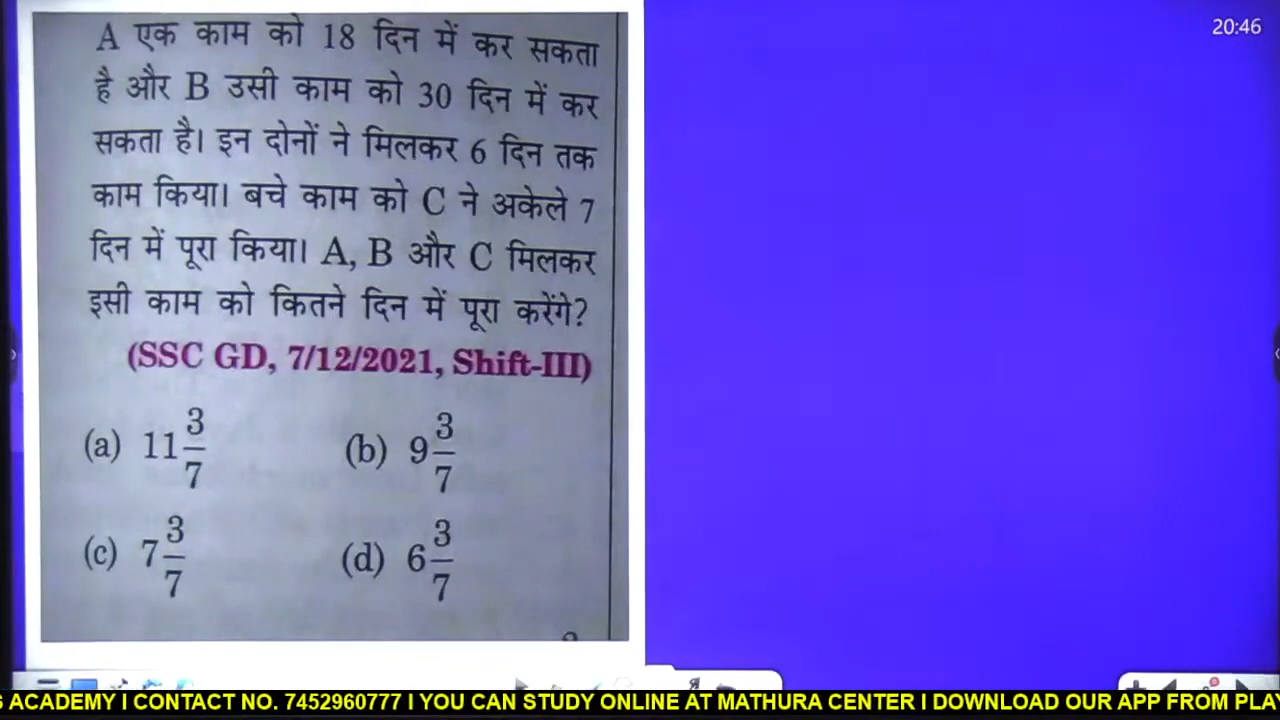 20:46
A एक काम को 18 दिन में कर सकता
है और B उसी काम को 30 दिन में कर
सकता है। इन दोनों ने मिलकर 6 दिन तक
काम किया। बचे काम को C ने अकेले 7
दिन में पूरा किया। A, B और C मिलकर
इसी काम को कितने दिन में पूरा करेंगे?
(SSC GD, 7/12/2021, Shift-III)
(a) 11 3/7 (b) 9 3/7
(c) 7 3/7 (d) 6 3/7
S ACADEMY I CONTACT NO. 7452960777 I YOU CAN STUDY ONLINE AT MATHURA CENTER I DOWNLOAD OUR APP FROM PLA